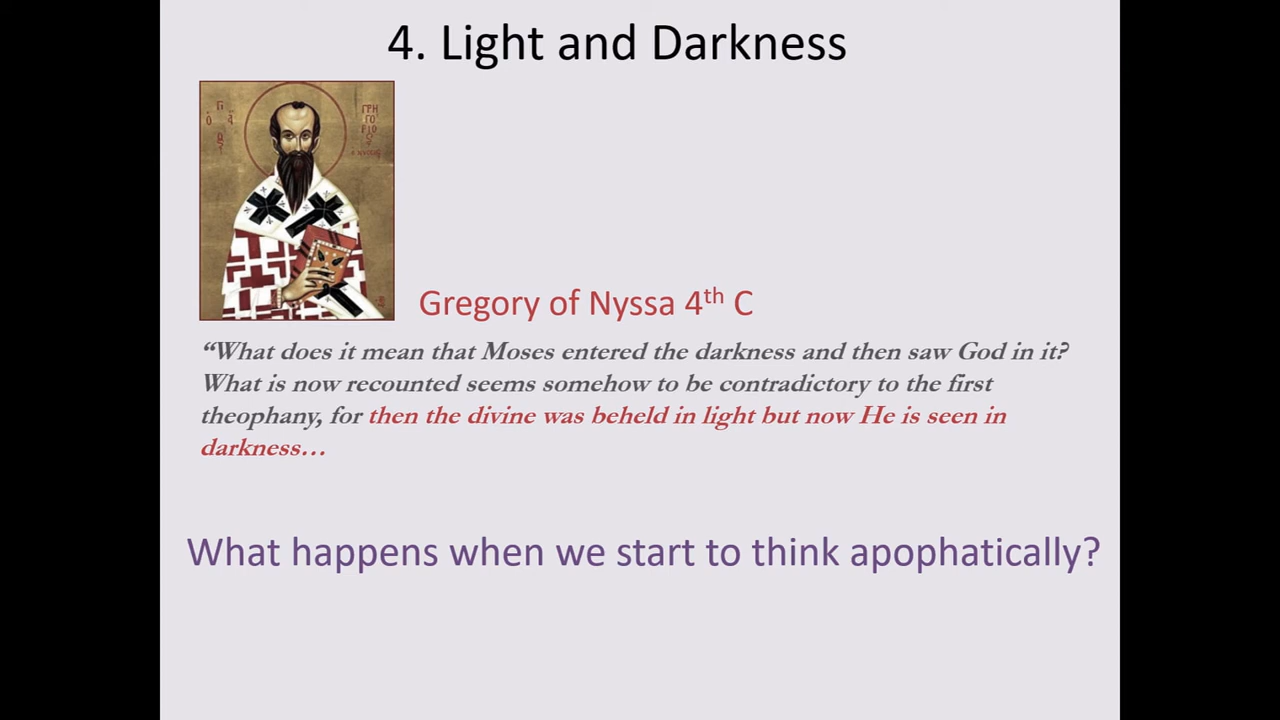 4. Light and Darkness
ΓΡΗ
ΓΟ
ΡΙΟ
Gregory of Nyssa 4th C
“What does it mean that Moses entered the darkness and then saw God in it?
What is now recounted seems somehow to be contradictory to the first
theophany, for then the divine was beheld in light but now He is seen in
darkness…
What happens when we start to think apophatically?